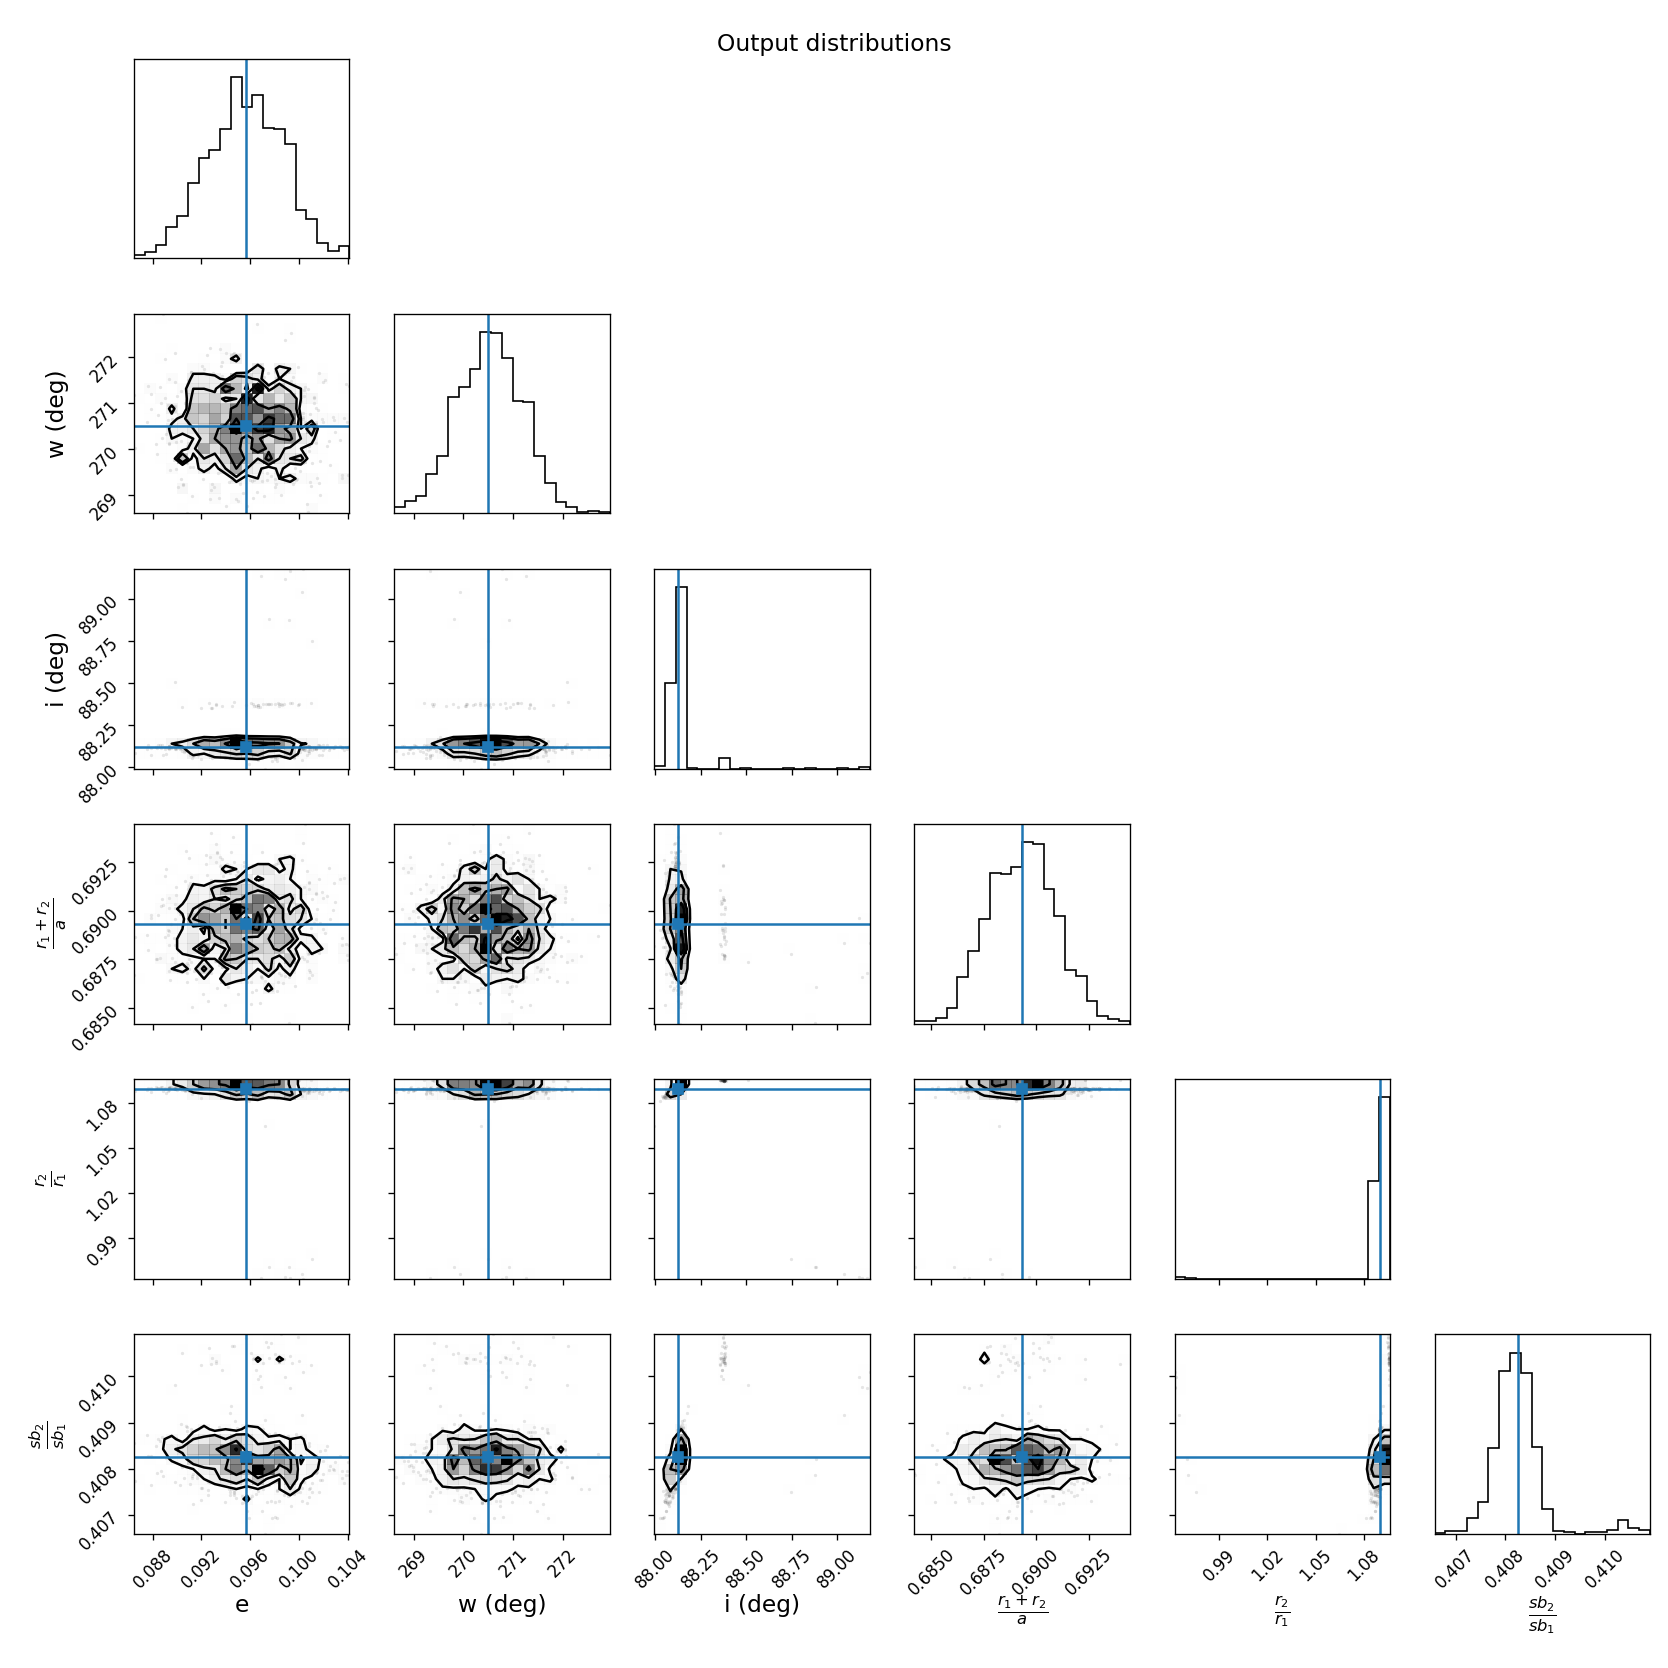 Output distributions
w (deg)
272
271
270
269
i (deg)
89.00
88.75
88.50
88.25
88.00
r₁ + r₂
a
0.6925
0.6900
0.6875
0.6850
r₂
r₁
1.08
1.05
1.02
0.99
sb₂
sb₁
0.410
0.409
0.408
0.407
0.088 0.092 0.096 0.100 0.104 269 270 271 272 88.00 88.25 88.50 88.75 89.00 0.6850 0.6875 0.6900 0.6925 0.99 1.02 1.05 1.08 0.407 0.408 0.409 0.410
e w (deg) i (deg) r₁ + r₂ r₂ sb₂
a r₁ sb₁